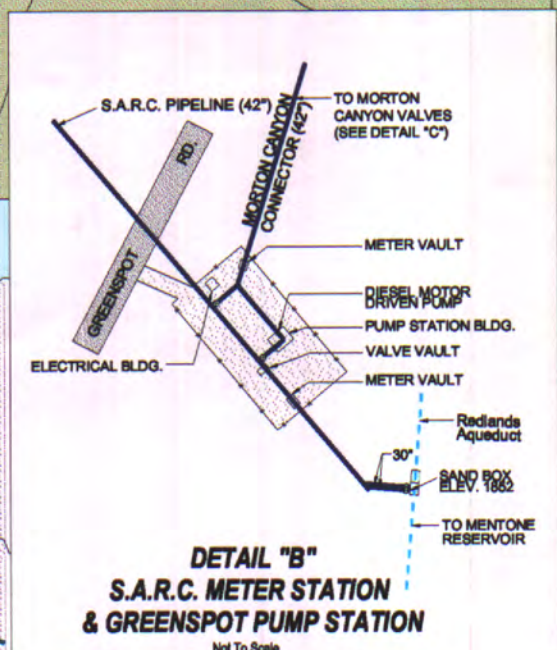 S.A.R.C. PIPELINE (42")
TO MORTON
CANYON VALVES
(SEE DETAIL "C")
MORTON CANYON
CONNECTOR (42")
GREENSPOT RD.
METER VAULT
DIESEL MOTOR
DRIVEN PUMP
PUMP STATION BLDG.
ELECTRICAL BLDG.
VALVE VAULT
METER VAULT
Redlands
Aqueduct
30"
SAND BOX
ELEV. 1852
TO MENTONE
RESERVOIR
DETAIL "B"
S.A.R.C. METER STATION
& GREENSPOT PUMP STATION
Not To Scale